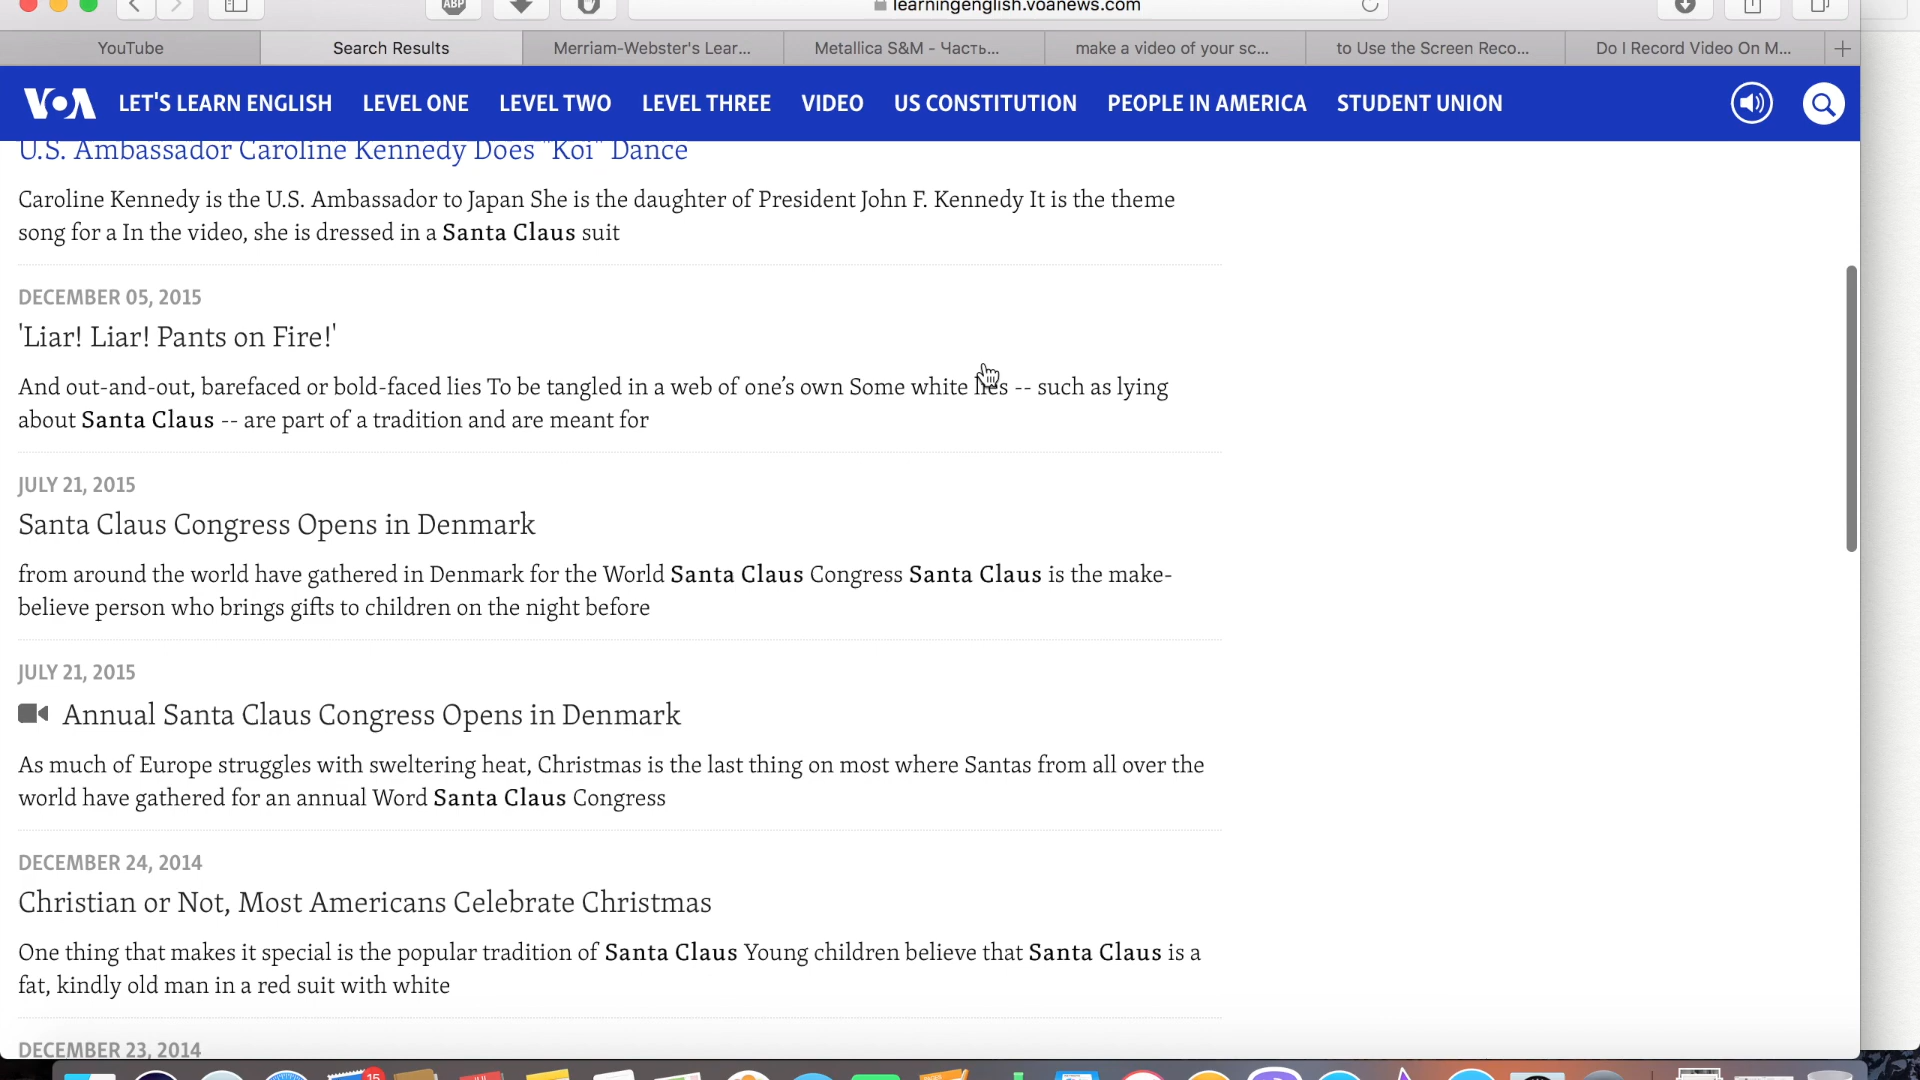 ABP
learningenglish.voanews.com
YouTube
Search Results
Merriam-Webster's Lear...
Metallica S&M - Часть...
make a video of your sc...
to Use the Screen Reco...
Do I Record Video On M...
VOA
LET'S LEARN ENGLISH
LEVEL ONE
LEVEL TWO
LEVEL THREE
VIDEO
US CONSTITUTION
PEOPLE IN AMERICA
STUDENT UNION
U.S. Ambassador Caroline Kennedy Does "Koi" Dance
Caroline Kennedy is the U.S. Ambassador to Japan She is the daughter of President John F. Kennedy It is the theme
song for a In the video, she is dressed in a Santa Claus suit
DECEMBER 05, 2015
'Liar! Liar! Pants on Fire!'
And out-and-out, barefaced or bold-faced lies To be tangled in a web of one's own Some white lies -- such as lying
about Santa Claus -- are part of a tradition and are meant for
JULY 21, 2015
Santa Claus Congress Opens in Denmark
from around the world have gathered in Denmark for the World Santa Claus Congress Santa Claus is the make-
believe person who brings gifts to children on the night before
JULY 21, 2015
Annual Santa Claus Congress Opens in Denmark
As much of Europe struggles with sweltering heat, Christmas is the last thing on most where Santas from all over the
world have gathered for an annual Word Santa Claus Congress
DECEMBER 24, 2014
Christian or Not, Most Americans Celebrate Christmas
One thing that makes it special is the popular tradition of Santa Claus Young children believe that Santa Claus is a
fat, kindly old man in a red suit with white
DECEMBER 23, 2014
15